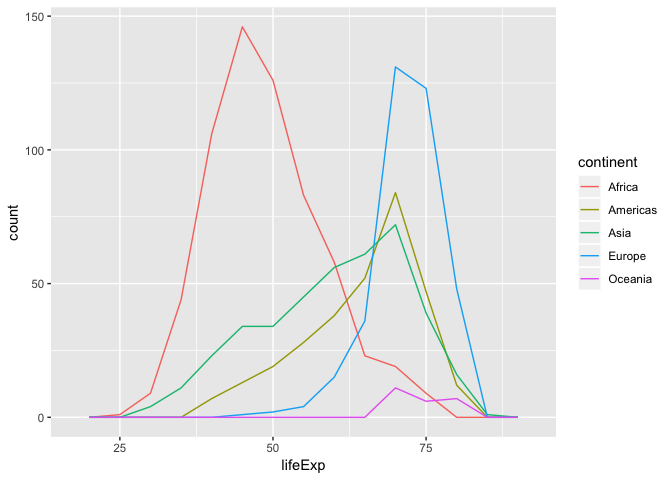 150
100
50
0
count
25
50
75
lifeExp
continent
Africa
Americas
Asia
Europe
Oceania